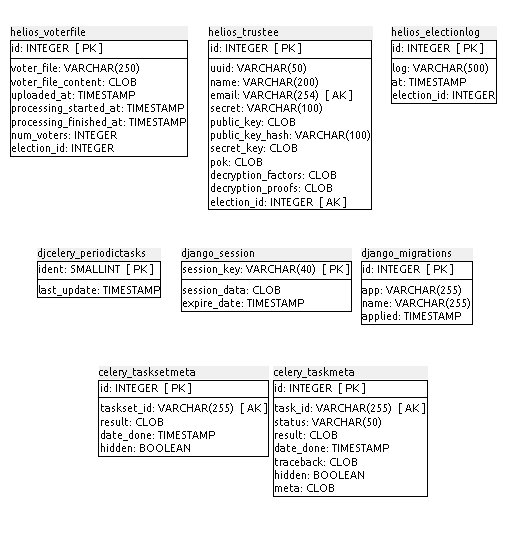 helios_voterfile
id: INTEGER [ PK ]
voter_file: VARCHAR(250)
voter_file_content: CLOB
uploaded_at: TIMESTAMP
processing_started_at: TIMESTAMP
processing_finished_at: TIMESTAMP
num_voters: INTEGER
election_id: INTEGER
helios_trustee
id: INTEGER [ PK ]
uuid: VARCHAR(50)
name: VARCHAR(200)
email: VARCHAR(254) [ AK ]
secret: VARCHAR(100)
public_key: CLOB
public_key_hash: VARCHAR(100)
secret_key: CLOB
pok: CLOB
decryption_factors: CLOB
decryption_proofs: CLOB
election_id: INTEGER [ AK ]
helios_electionlog
id: INTEGER [ PK ]
log: VARCHAR(500)
at: TIMESTAMP
election_id: INTEGER
djcelery_periodictasks
ident: SMALLINT [ PK ]
last_update: TIMESTAMP
django_session
session_key: VARCHAR(40) [ PK ]
session_data: CLOB
expire_date: TIMESTAMP
django_migrations
id: INTEGER [ PK ]
app: VARCHAR(255)
name: VARCHAR(255)
applied: TIMESTAMP
celery_tasksetmeta
id: INTEGER [ PK ]
taskset_id: VARCHAR(255) [ AK ]
result: CLOB
date_done: TIMESTAMP
hidden: BOOLEAN
celery_taskmeta
id: INTEGER [ PK ]
task_id: VARCHAR(255) [ AK ]
status: VARCHAR(50)
result: CLOB
date_done: TIMESTAMP
traceback: CLOB
hidden: BOOLEAN
meta: CLOB